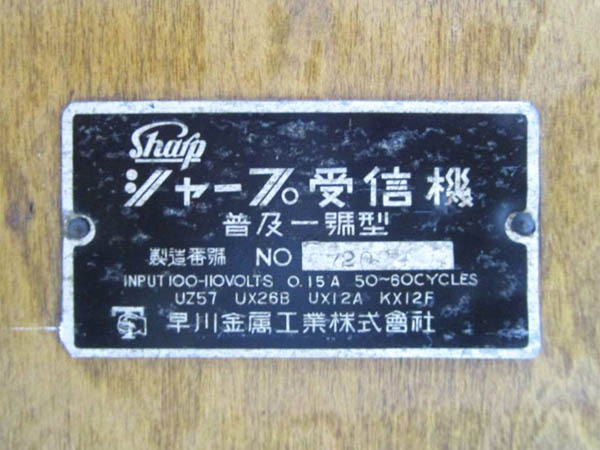 Sharp
シャープ受信機
普及一號型
製造番號 NO
INPUT 100-110VOLTS 0.15A 50~60CYCLES
UZ57 UX26B UX12A KX12F
早川金属工業株式會社